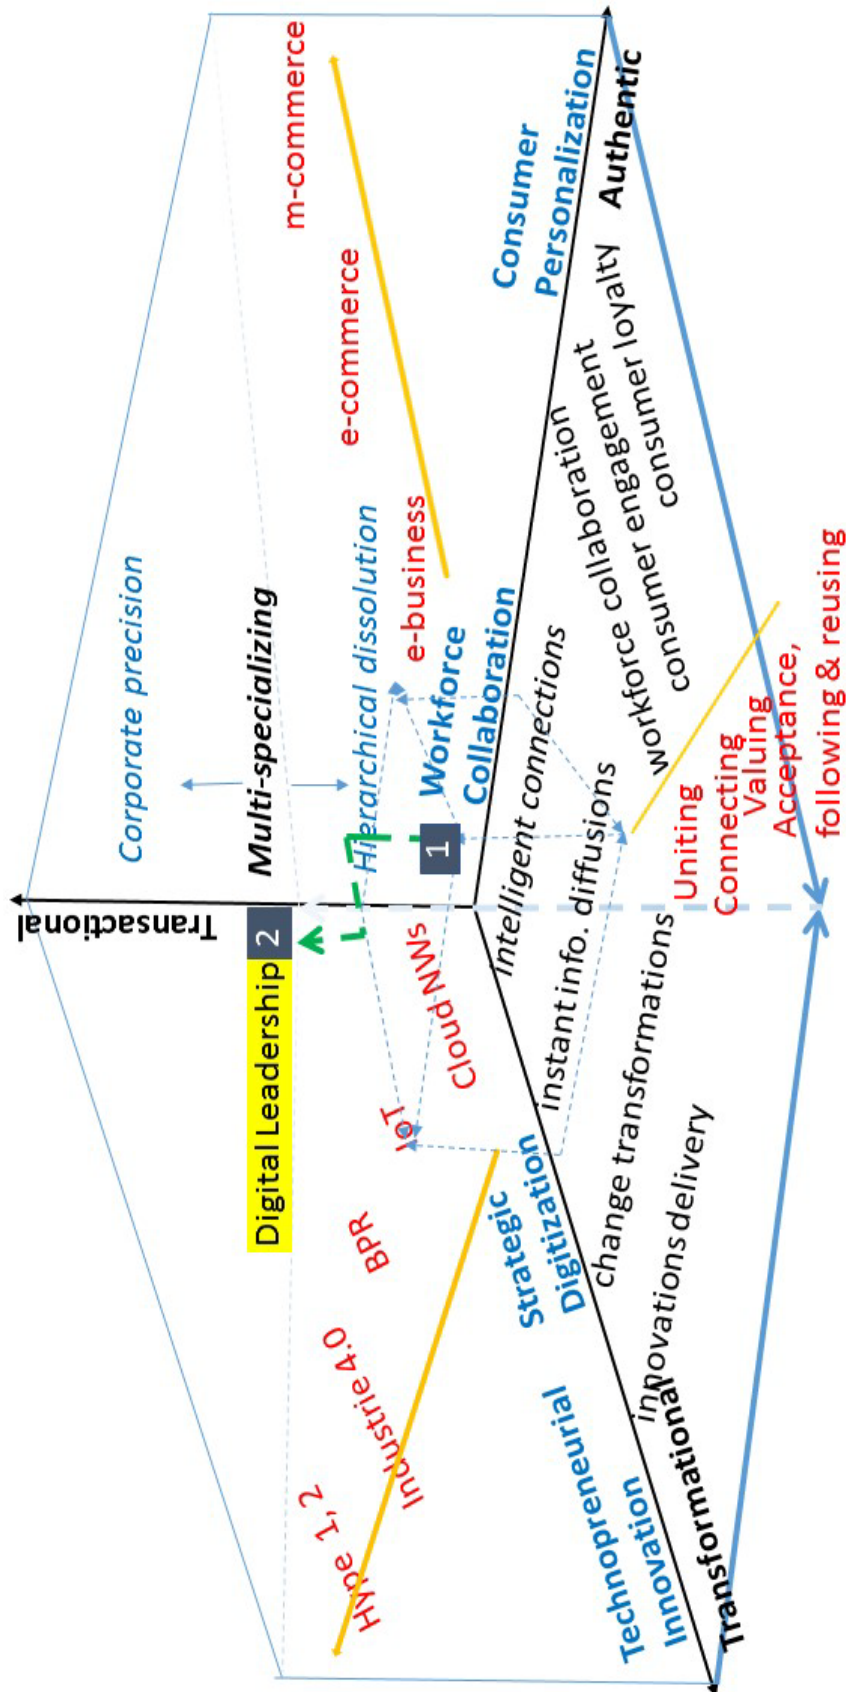 Transactional
Corporate precision
Multi-specializing
Hierarchical dissolution
Digital Leadership
2
1
Hype 1, 2
Industrie 4.0
BPR
IoT
Cloud NWs
e-business
e-commerce
m-commerce
Technopreneurial
Innovation
Strategic
Digitization
Workforce
Collaboration
Consumer
Personalization
Transformational
Authentic
innovations delivery
change transformations
instant info. diffusions
intelligent connections
workforce collaboration
consumer engagement
consumer loyalty
Uniting
Connecting
Valuing
Acceptance,
following & reusing